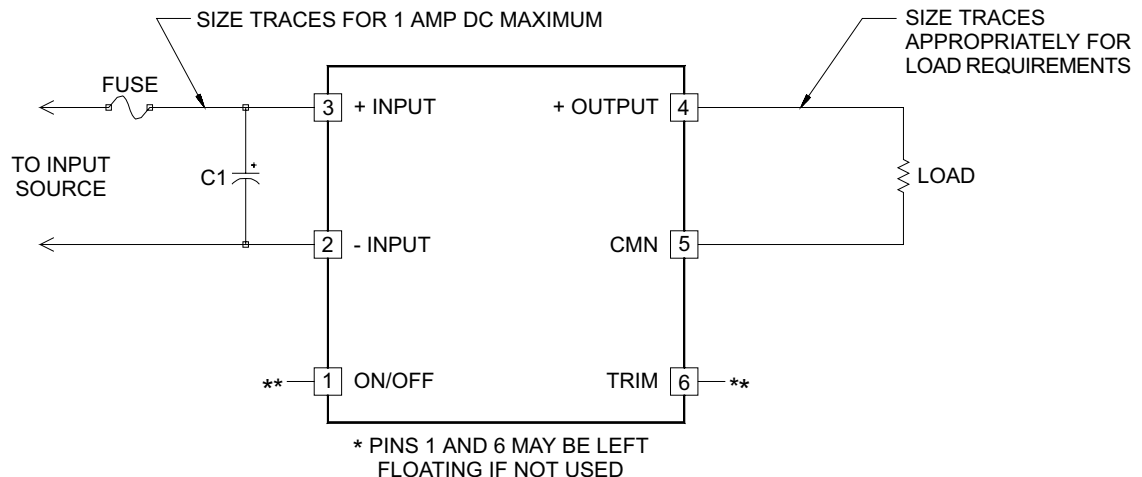 SIZE TRACES FOR 1 AMP DC MAXIMUM
SIZE TRACES
APPROPRIATELY FOR
LOAD REQUIREMENTS
FUSE
3 + INPUT
+ OUTPUT 4
TO INPUT
SOURCE
C1 +
LOAD
2 - INPUT
CMN 5
** 1 ON/OFF
TRIM 6 **
* PINS 1 AND 6 MAY BE LEFT
FLOATING IF NOT USED